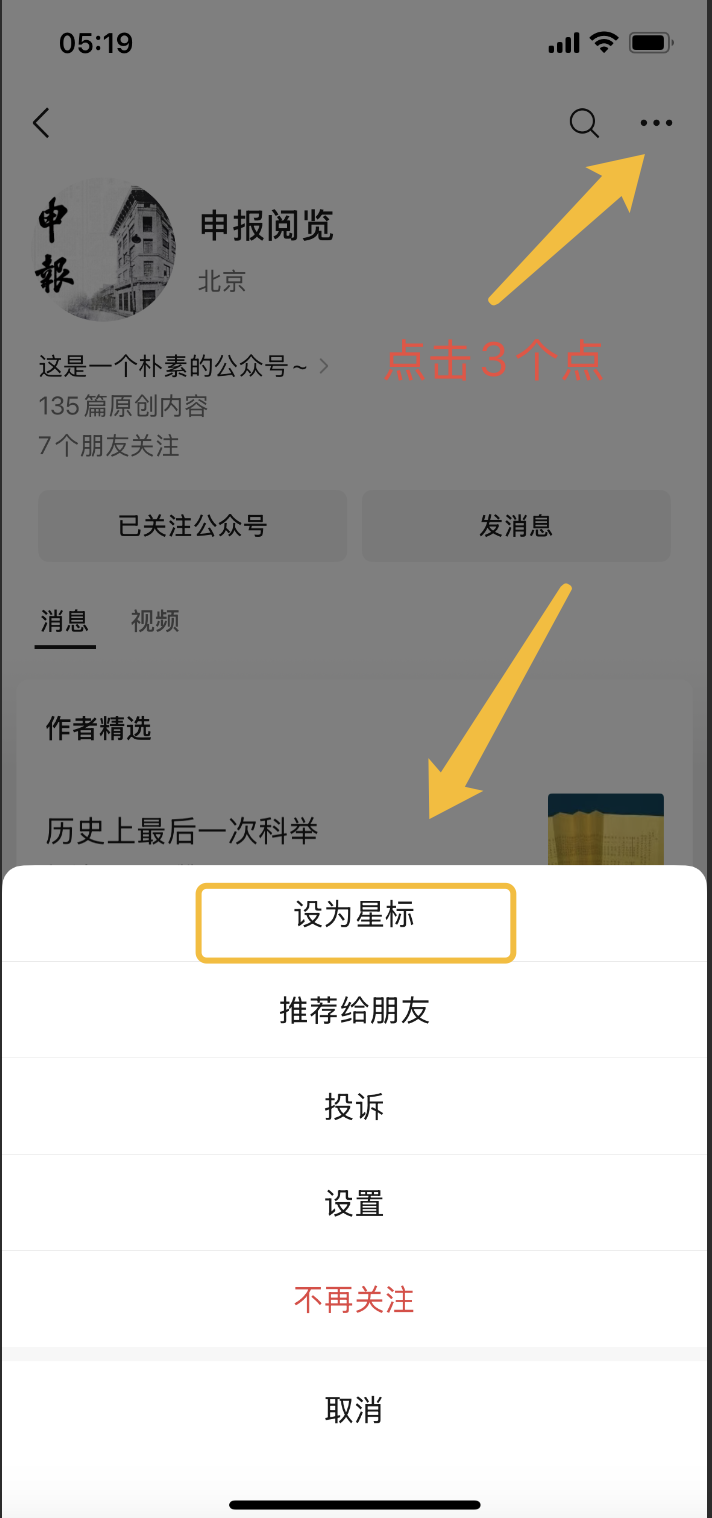 05:19
申報
申报阅览
北京
这是一个朴素的公众号~
点击3个点
135篇原创内容
7个朋友关注
已关注公众号
发消息
消息
视频
作者精选
历史上最后一次科举
设为星标
推荐给朋友
投诉
设置
不再关注
取消